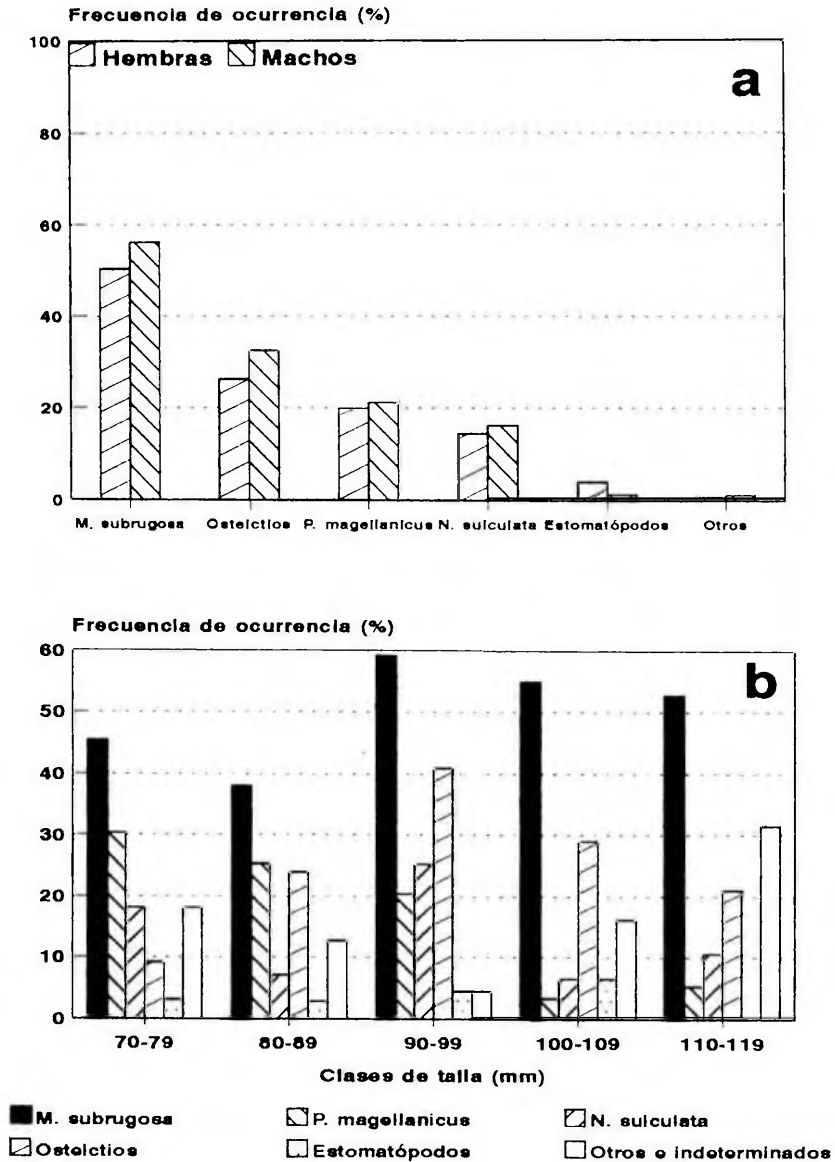 Frecuencia de ocurrencia (%)
100
80
60
40
20
0
Hembras Machos
a
M. subrugosa Osteictios P. magellanicus N. sulculata Estomatópodos Otros
Frecuencia de ocurrencia (%)
60
50
40
30
20
10
0
b
70-79 80-89 90-99 100-109 110-119
Clases de talla (mm)
M. subrugosa P. magellanicus N. sulculata
Osteictios Estomatópodos Otros e indeterminados